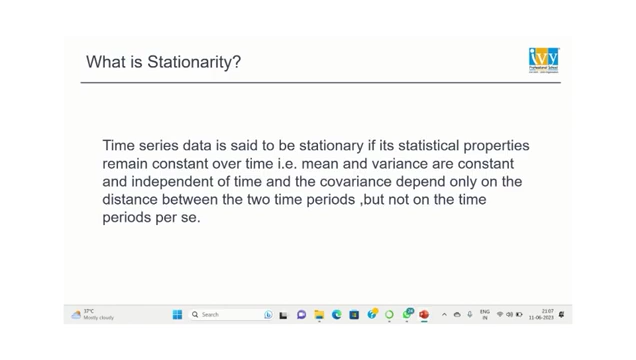 What is Stationarity?
ivy
Professional School
Time series data is said to be stationary if its statistical properties
remain constant over time i.e. mean and variance are constant
and independent of time and the covariance depend only on the
distance between the two time periods ,but not on the time
periods per se.
37°C
Mostly cloudy
Search
ENG
IN
21:07
11-06-2023